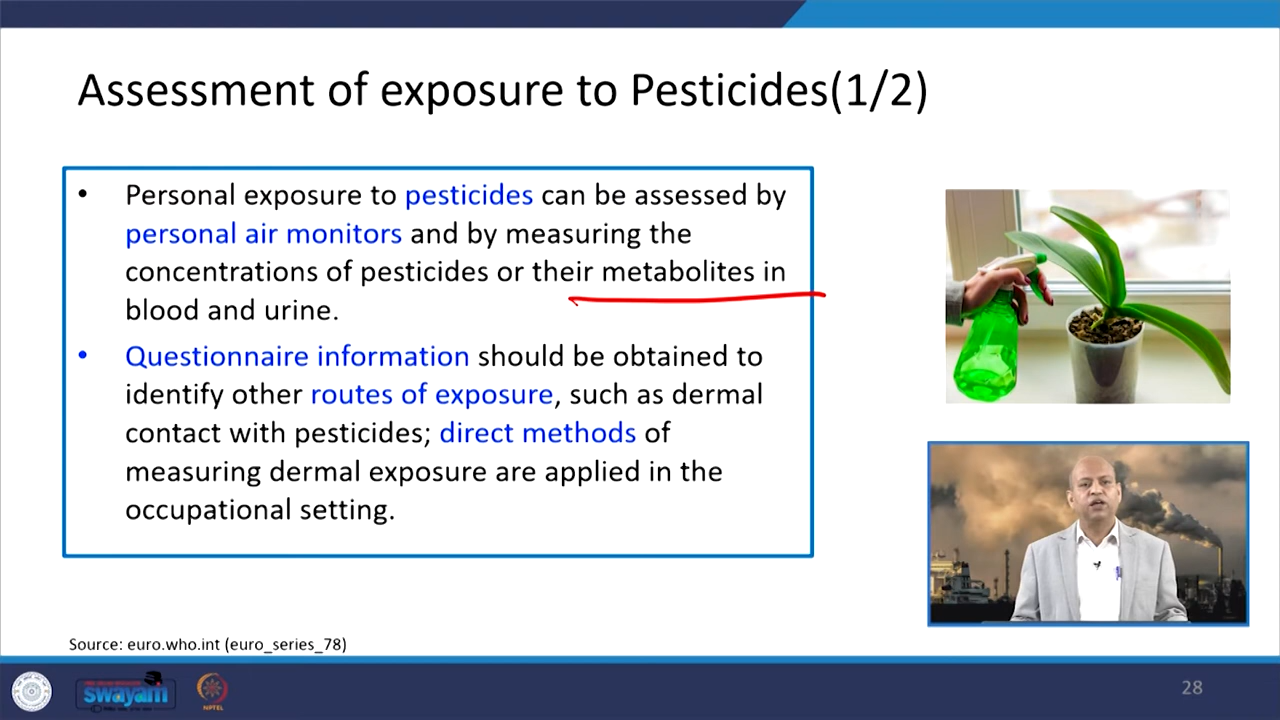 Assessment of exposure to Pesticides(1/2)
• Personal exposure to pesticides can be assessed by
personal air monitors and by measuring the
concentrations of pesticides or their metabolites in
blood and urine.
• Questionnaire information should be obtained to
identify other routes of exposure, such as dermal
contact with pesticides; direct methods of
measuring dermal exposure are applied in the
occupational setting.
Source: euro.who.int (euro_series_78)
swayam
NPTEL
28